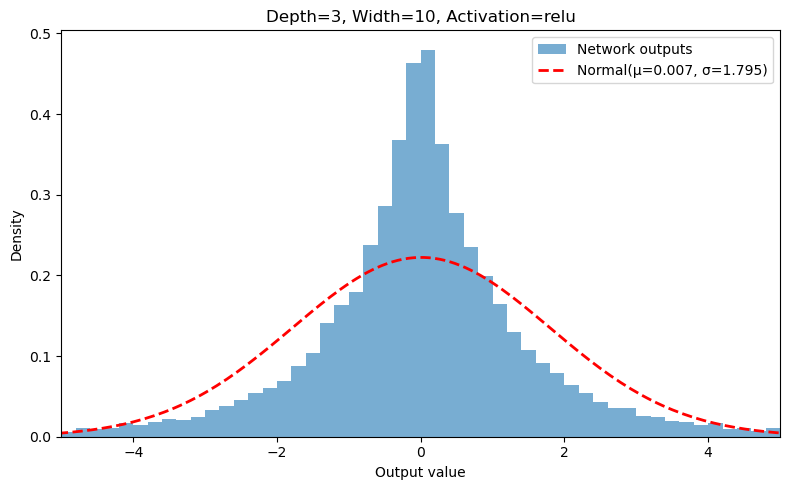 Depth=3, Width=10, Activation=relu
Network outputs
Normal(μ=0.007, σ=1.795)
0.5
0.4
0.3
0.2
0.1
0.0
Density
−4
−2
0
2
4
Output value